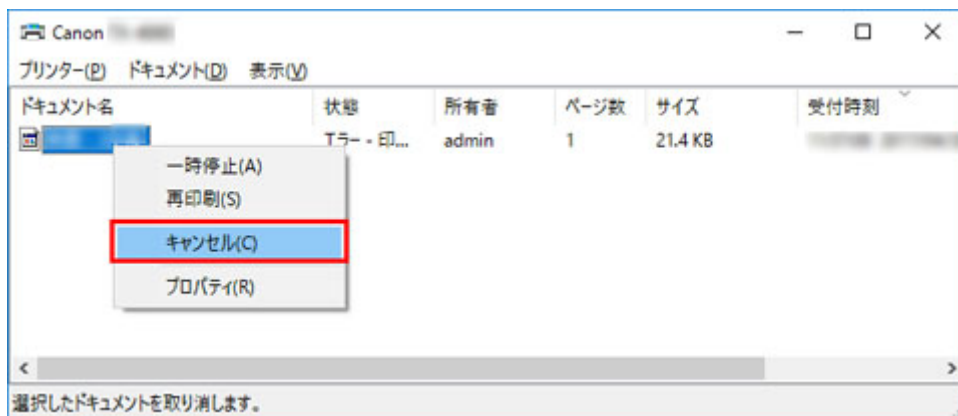 Canon
プリンター(P) ドキュメント(D) 表示(V)
ドキュメント名 状態 所有者 ページ数 サイズ 受付時刻
エラー - 印... admin 1 21.4 KB
一時停止(A)
再印刷(S)
キャンセル(C)
プロパティ(R)
選択したドキュメントを取り消します。